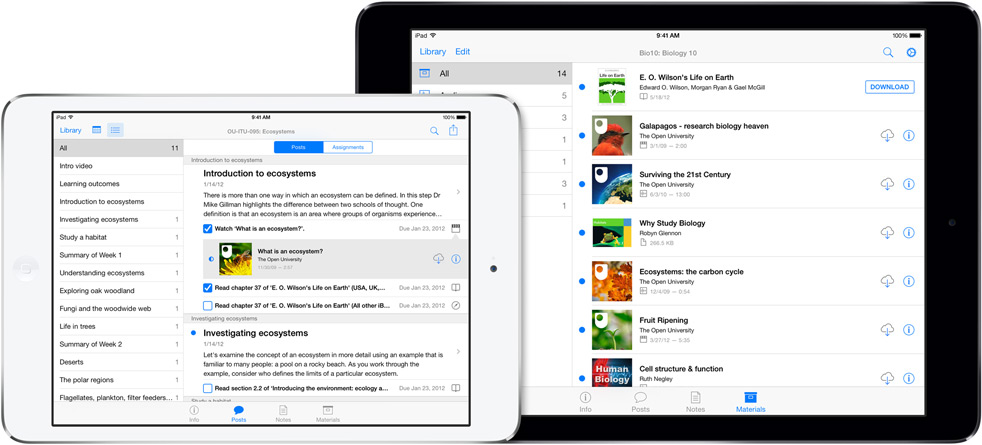 iPad 9:41 AM 100%
Library Edit Bio10: Biology 10
All 14
5
3
1
1
1
3
1
E. O. Wilson's Life on Earth
Edward O. Wilson, Morgan Ryan & Gael McGill
5/18/12
DOWNLOAD
Life on Earth
Galapagos - research biology heaven
The Open University
3/1/09 — 2:00
Surviving the 21st Century
The Open University
6/3/10 — 13:00
Why Study Biology
Robyn Glennon
266.5 KB
Ecosystems: the carbon cycle
The Open University
12/4/09 — 0:54
Fruit Ripening
The Open University
3/27/12 — 5:35
Cell structure & function
Ruth Negley
Human
Biology
Info Posts Notes Materials
iPad 9:41 AM 100%
Library OU-ITU-095: Ecosystems
All 11
Intro video
Learning outcomes
Introduction to ecosystems
Investigating ecosystems 1
Study a habitat 1
Summary of Week 1 1
Understanding ecosystems 1
Exploring oak woodland 1
Fungi and the woodwide web 1
Life in trees 1
Summary of Week 2 1
Deserts 1
The polar regions 1
Flagellates, plankton, filter feeders... 1
Posts Assignments
Introduction to ecosystems
Introduction to ecosystems
1/14/12
There is more than one way in which an ecosystem can be defined. In this step Dr
Mike Gillman highlights the difference between two schools of thought. One
definition is that an ecosystem is an area where groups of organisms experience…
Watch 'What is an ecosystem?'. Due Jan 23, 2012
What is an ecosystem?
The Open University
11/30/09 — 2:57
Read chapter 37 of 'E. O. Wilson's Life on Earth' (USA, UK,… Due Jan 23, 2012
Read chapter 37 of 'E. O. Wilson's Life on Earth' (All other iB… Due Jan 23, 2012
Investigating ecosystems
Investigating ecosystems
1/14/12
Let's examine the concept of an ecosystem in more detail using an example that is
familiar to many people: a pool on a rocky beach. As you work through the
example, consider who defines the limits of a particular ecosystem.
Read section 2.2 of 'Introducing the environment: ecology a… Due Jan 23, 2012
Study a habitat
Info Posts Notes Materials